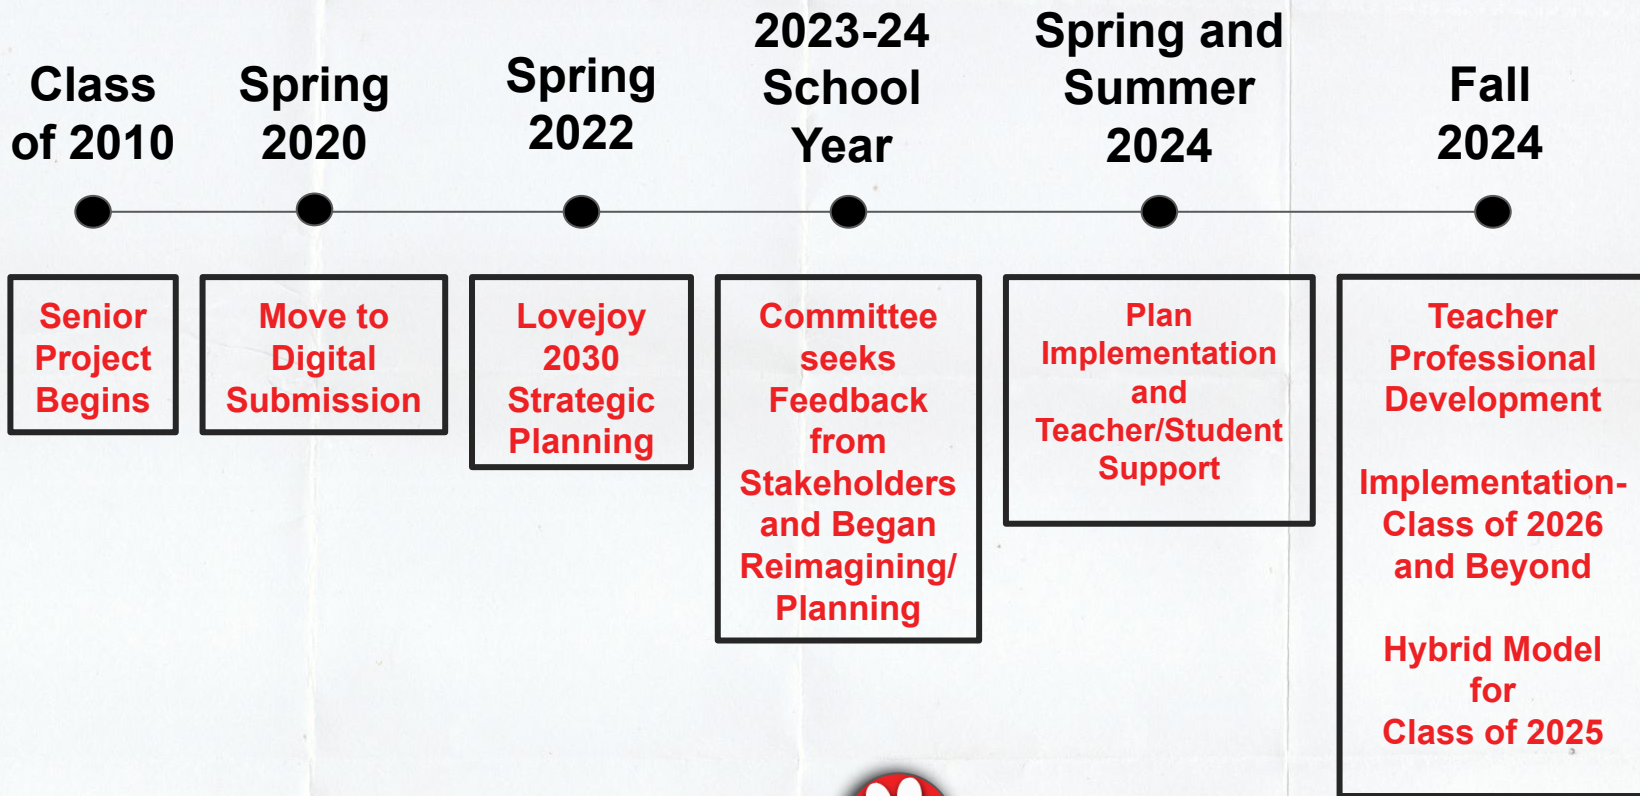 Class
of 2010
Spring
2020
Spring
2022
2023-24
School
Year
Spring and
Summer
2024
Fall
2024
Senior
Project
Begins
Move to
Digital
Submission
Lovejoy
2030
Strategic
Planning
Committee
seeks
Feedback
from
Stakeholders
and Began
Reimagining/
Planning
Plan
Implementation
and
Teacher/Student
Support
Teacher
Professional
Development
Implementation-
Class of 2026
and Beyond
Hybrid Model
for
Class of 2025